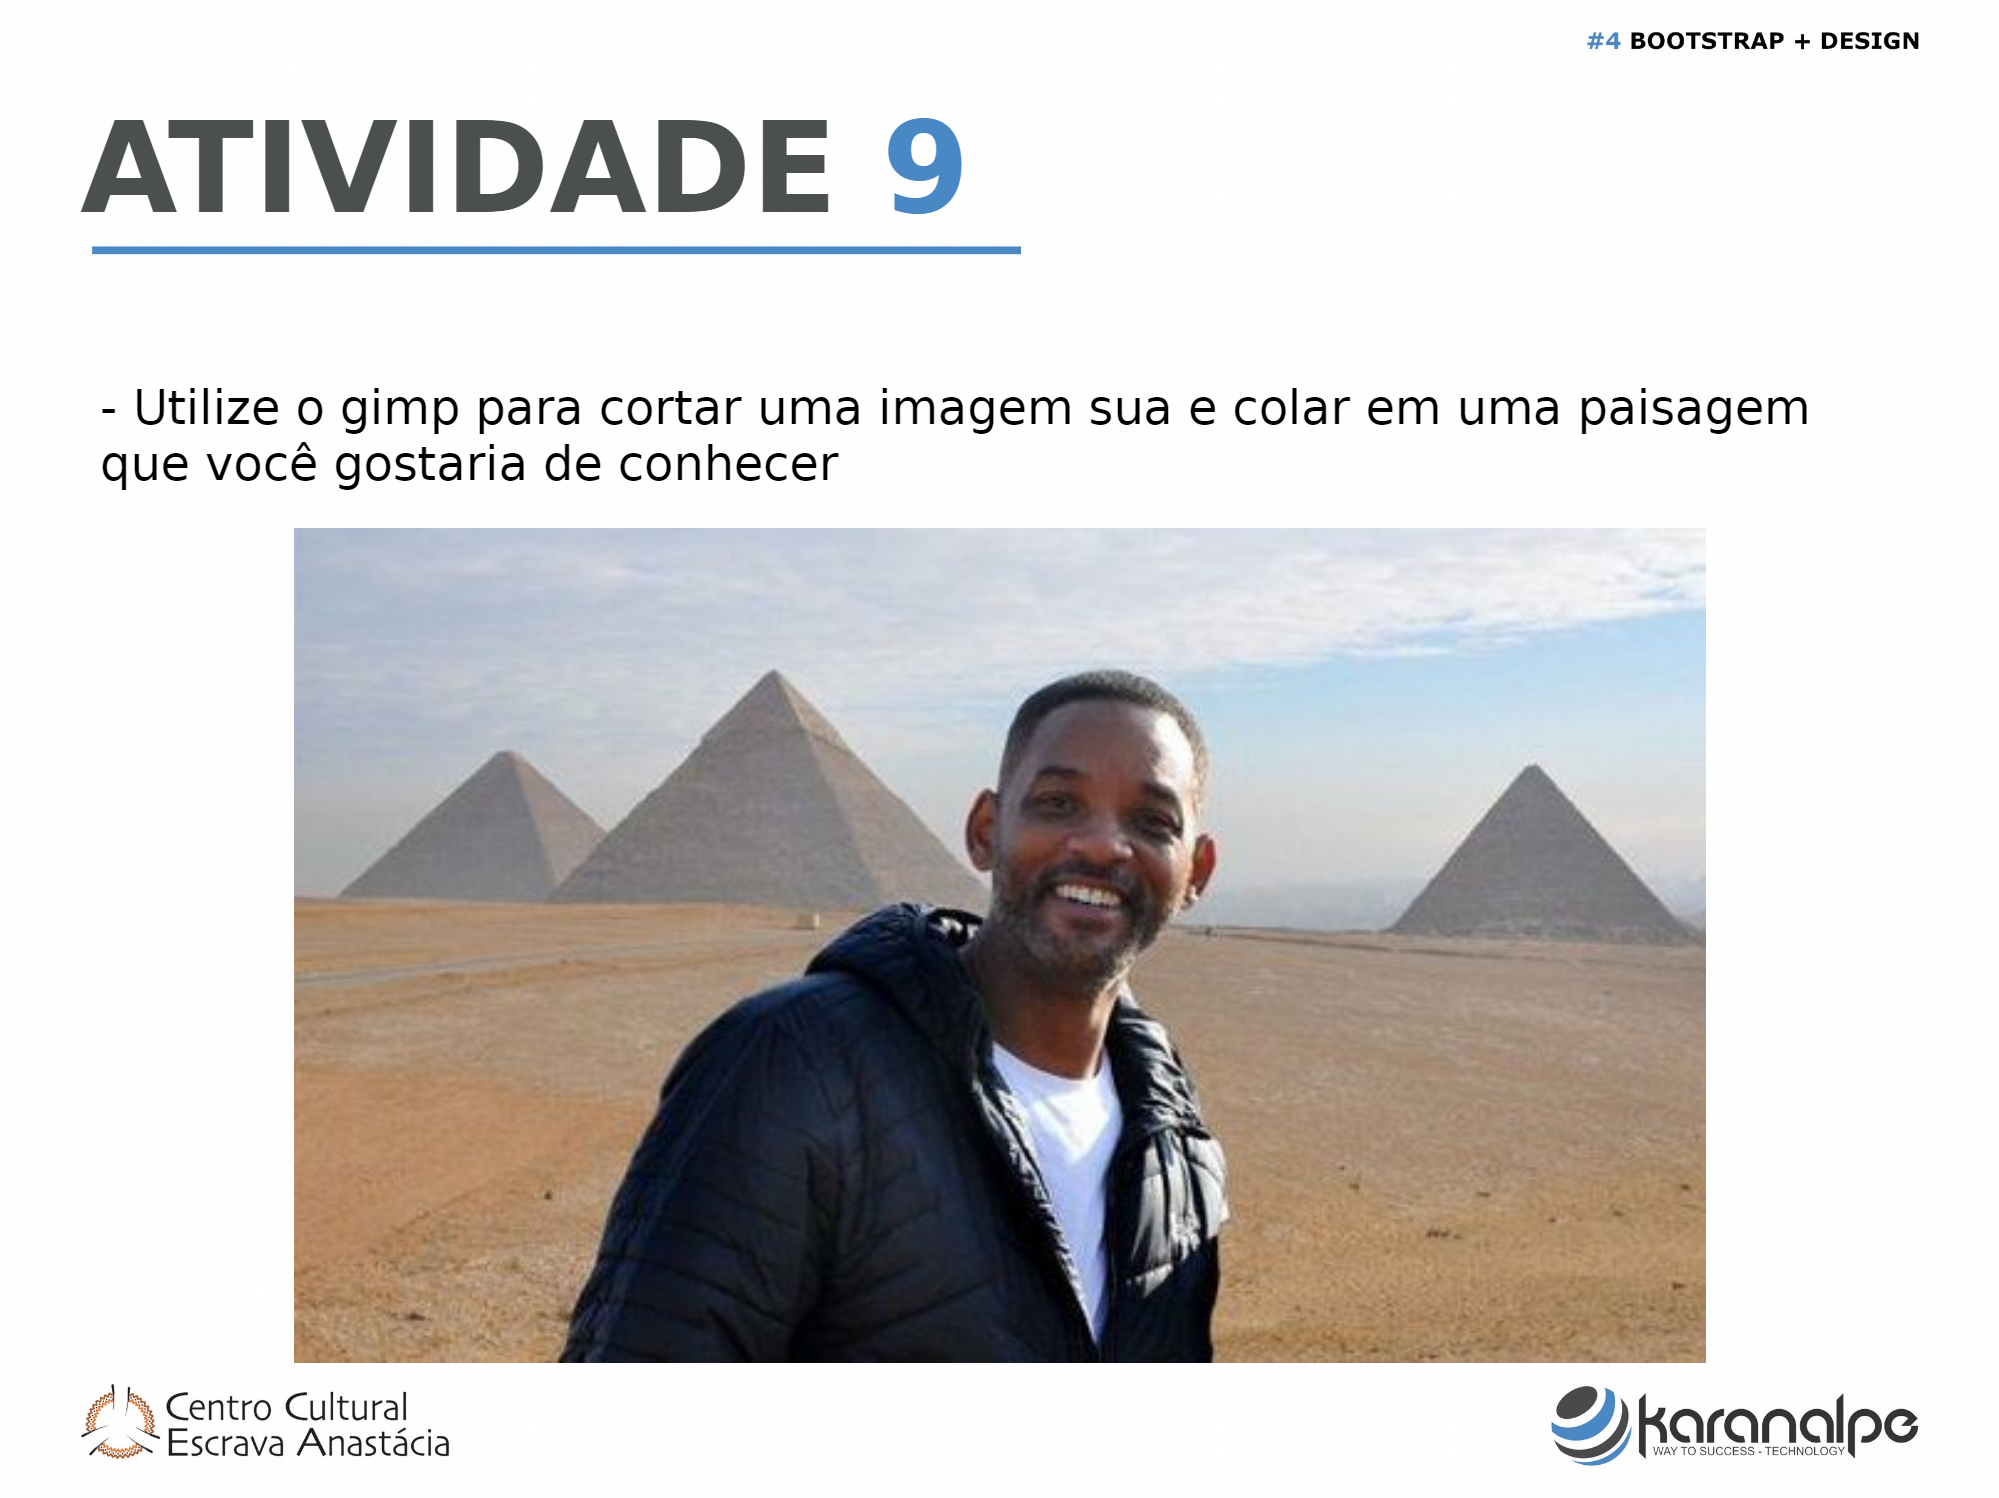 #4 BOOTSTRAP + DESIGN
ATIVIDADE 9
- Utilize o gimp para cortar uma imagem sua e colar em uma paisagem
que você gostaria de conhecer
Centro Cultural
Escrava Anastácia
karanalpe
WAY TO SUCCESS - TECHNOLOGY